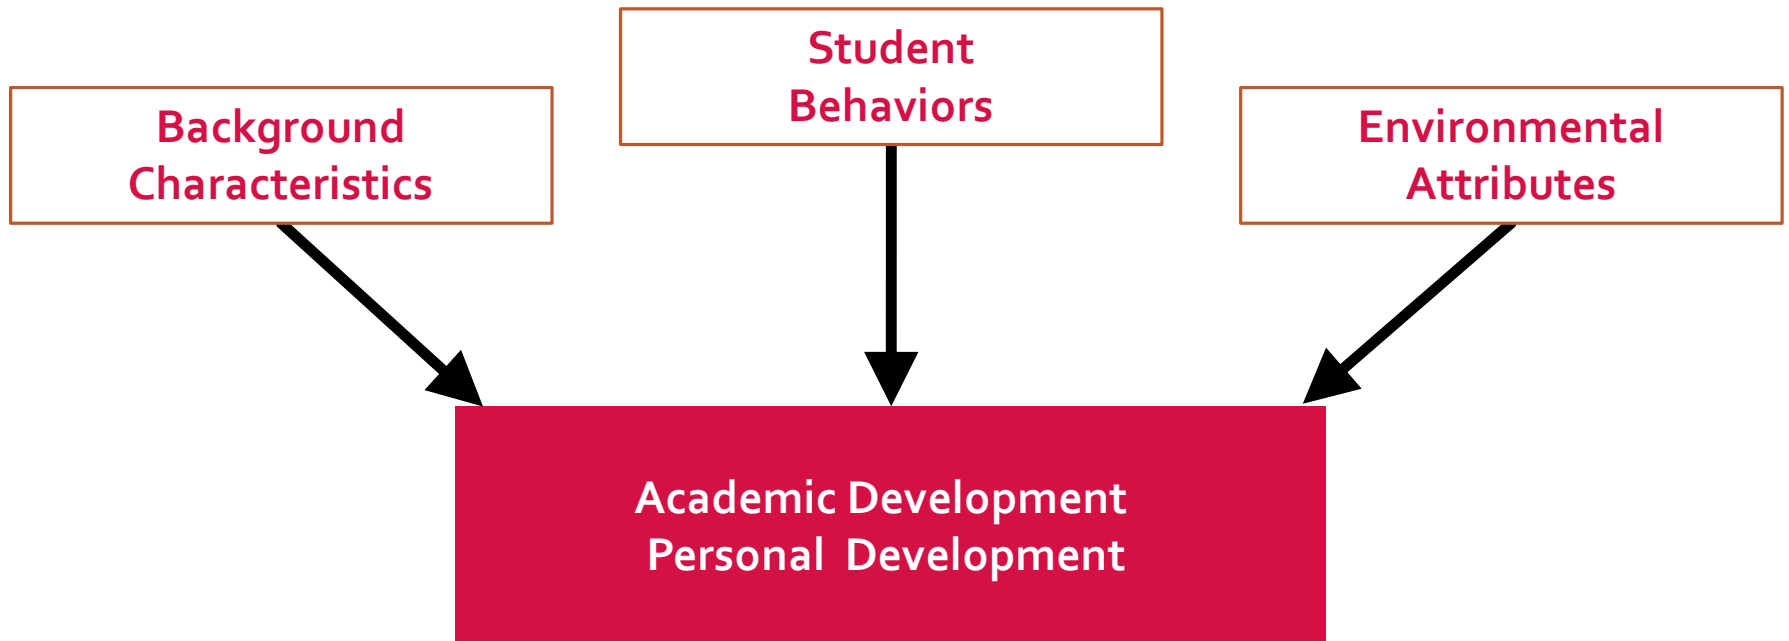 Student
Behaviors
Background
Characteristics
Environmental
Attributes
Academic Development
Personal Development